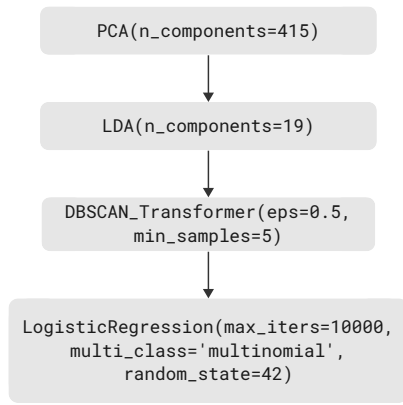 PCA(n_components=415)
LDA(n_components=19)
DBSCAN_Transformer(eps=0.5,
min_samples=5)
LogisticRegression(max_iters=10000,
multi_class='multinomial',
random_state=42)